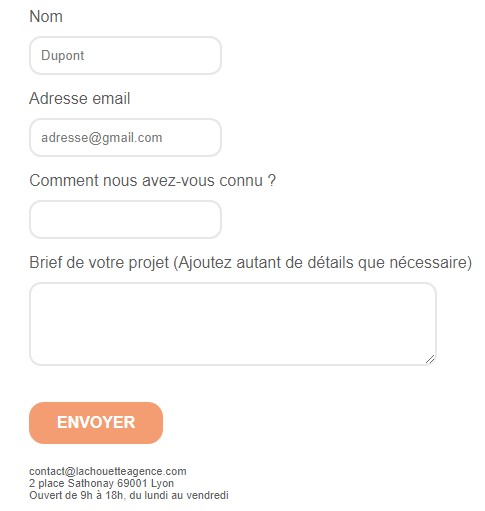 Nom
Dupont
Adresse email
adresse@gmail.com
Comment nous avez-vous connu ?
Brief de votre projet (Ajoutez autant de détails que nécessaire)
ENVOYER
contact@lachouetteagence.com
2 place Sathonay 69001 Lyon
Ouvert de 9h à 18h, du lundi au vendredi